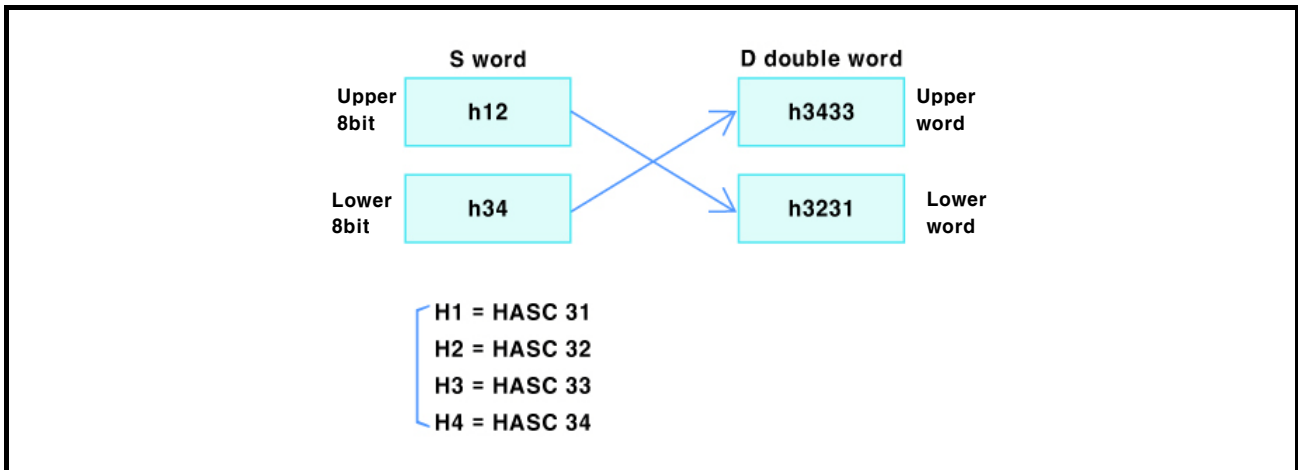 S word
D double word
Upper
8bit
h12
h3433
Upper
word
Lower
8bit
h34
h3231
Lower
word
H1 = HASC 31
H2 = HASC 32
H3 = HASC 33
H4 = HASC 34